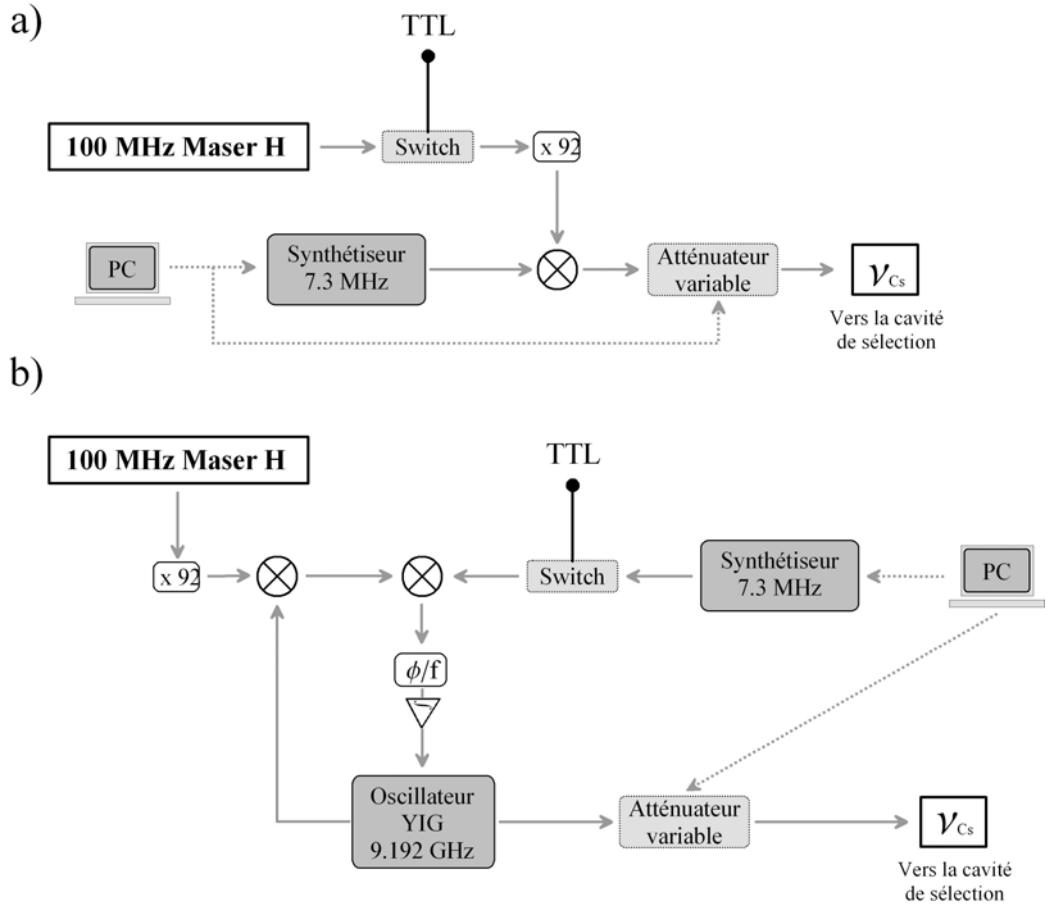 a)
TTL
100 MHz Maser H
Switch
x 92
PC
Synthétiseur
7.3 MHz
Atténuateur
variable
νCs
Vers la cavité
de sélection
b)
100 MHz Maser H
TTL
x 92
Switch
Synthétiseur
7.3 MHz
PC
ϕ/f
∫
Oscillateur
YIG
9.192 GHz
Atténuateur
variable
νCs
Vers la cavité
de sélection